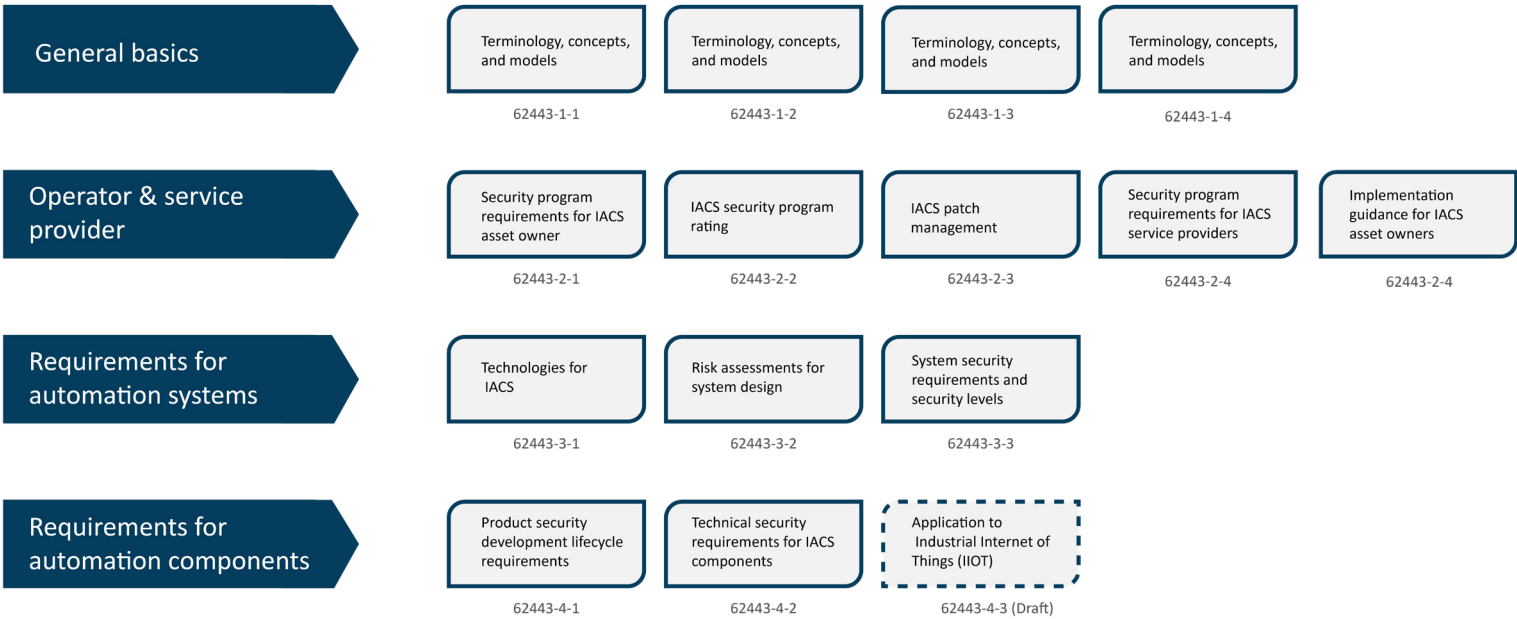 General basics
Terminology, concepts,
and models
62443-1-1
Terminology, concepts,
and models
62443-1-2
Terminology, concepts,
and models
62443-1-3
Terminology, concepts,
and models
62443-1-4
Operator & service
provider
Security program
requirements for IACS
asset owner
62443-2-1
IACS security program
rating
62443-2-2
IACS patch
management
62443-2-3
Security program
requirements for IACS
service providers
62443-2-4
Implementation
guidance for IACS
asset owners
62443-2-4
Requirements for
automation systems
Technologies for
IACS
62443-3-1
Risk assessments for
system design
62443-3-2
System security
requirements and
security levels
62443-3-3
Requirements for
automation components
Product security
development lifecycle
requirements
62443-4-1
Technical security
requirements for IACS
components
62443-4-2
Application to
Industrial Internet of
Things (IIOT)
62443-4-3 (Draft)